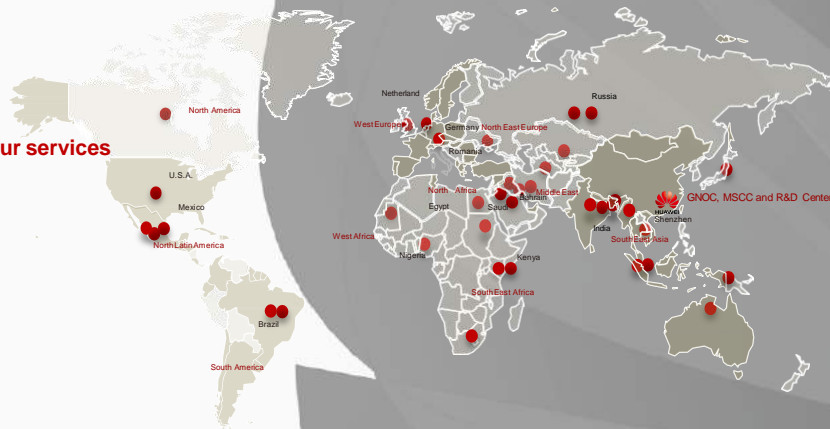 Netherland
Russia
North America
West Europe
Germany
North East Europe
ur services
Romania
U.S.A.
North Africa
Middle East
Bahrain
Mexico
Egypt
Saudi
GNOC, MSCC and R&D Center
HUAWEI
Shenzhen
India
West Africa
South East Asia
North Latin America
Nigeria
Kenya
South East Africa
Brazil
South America